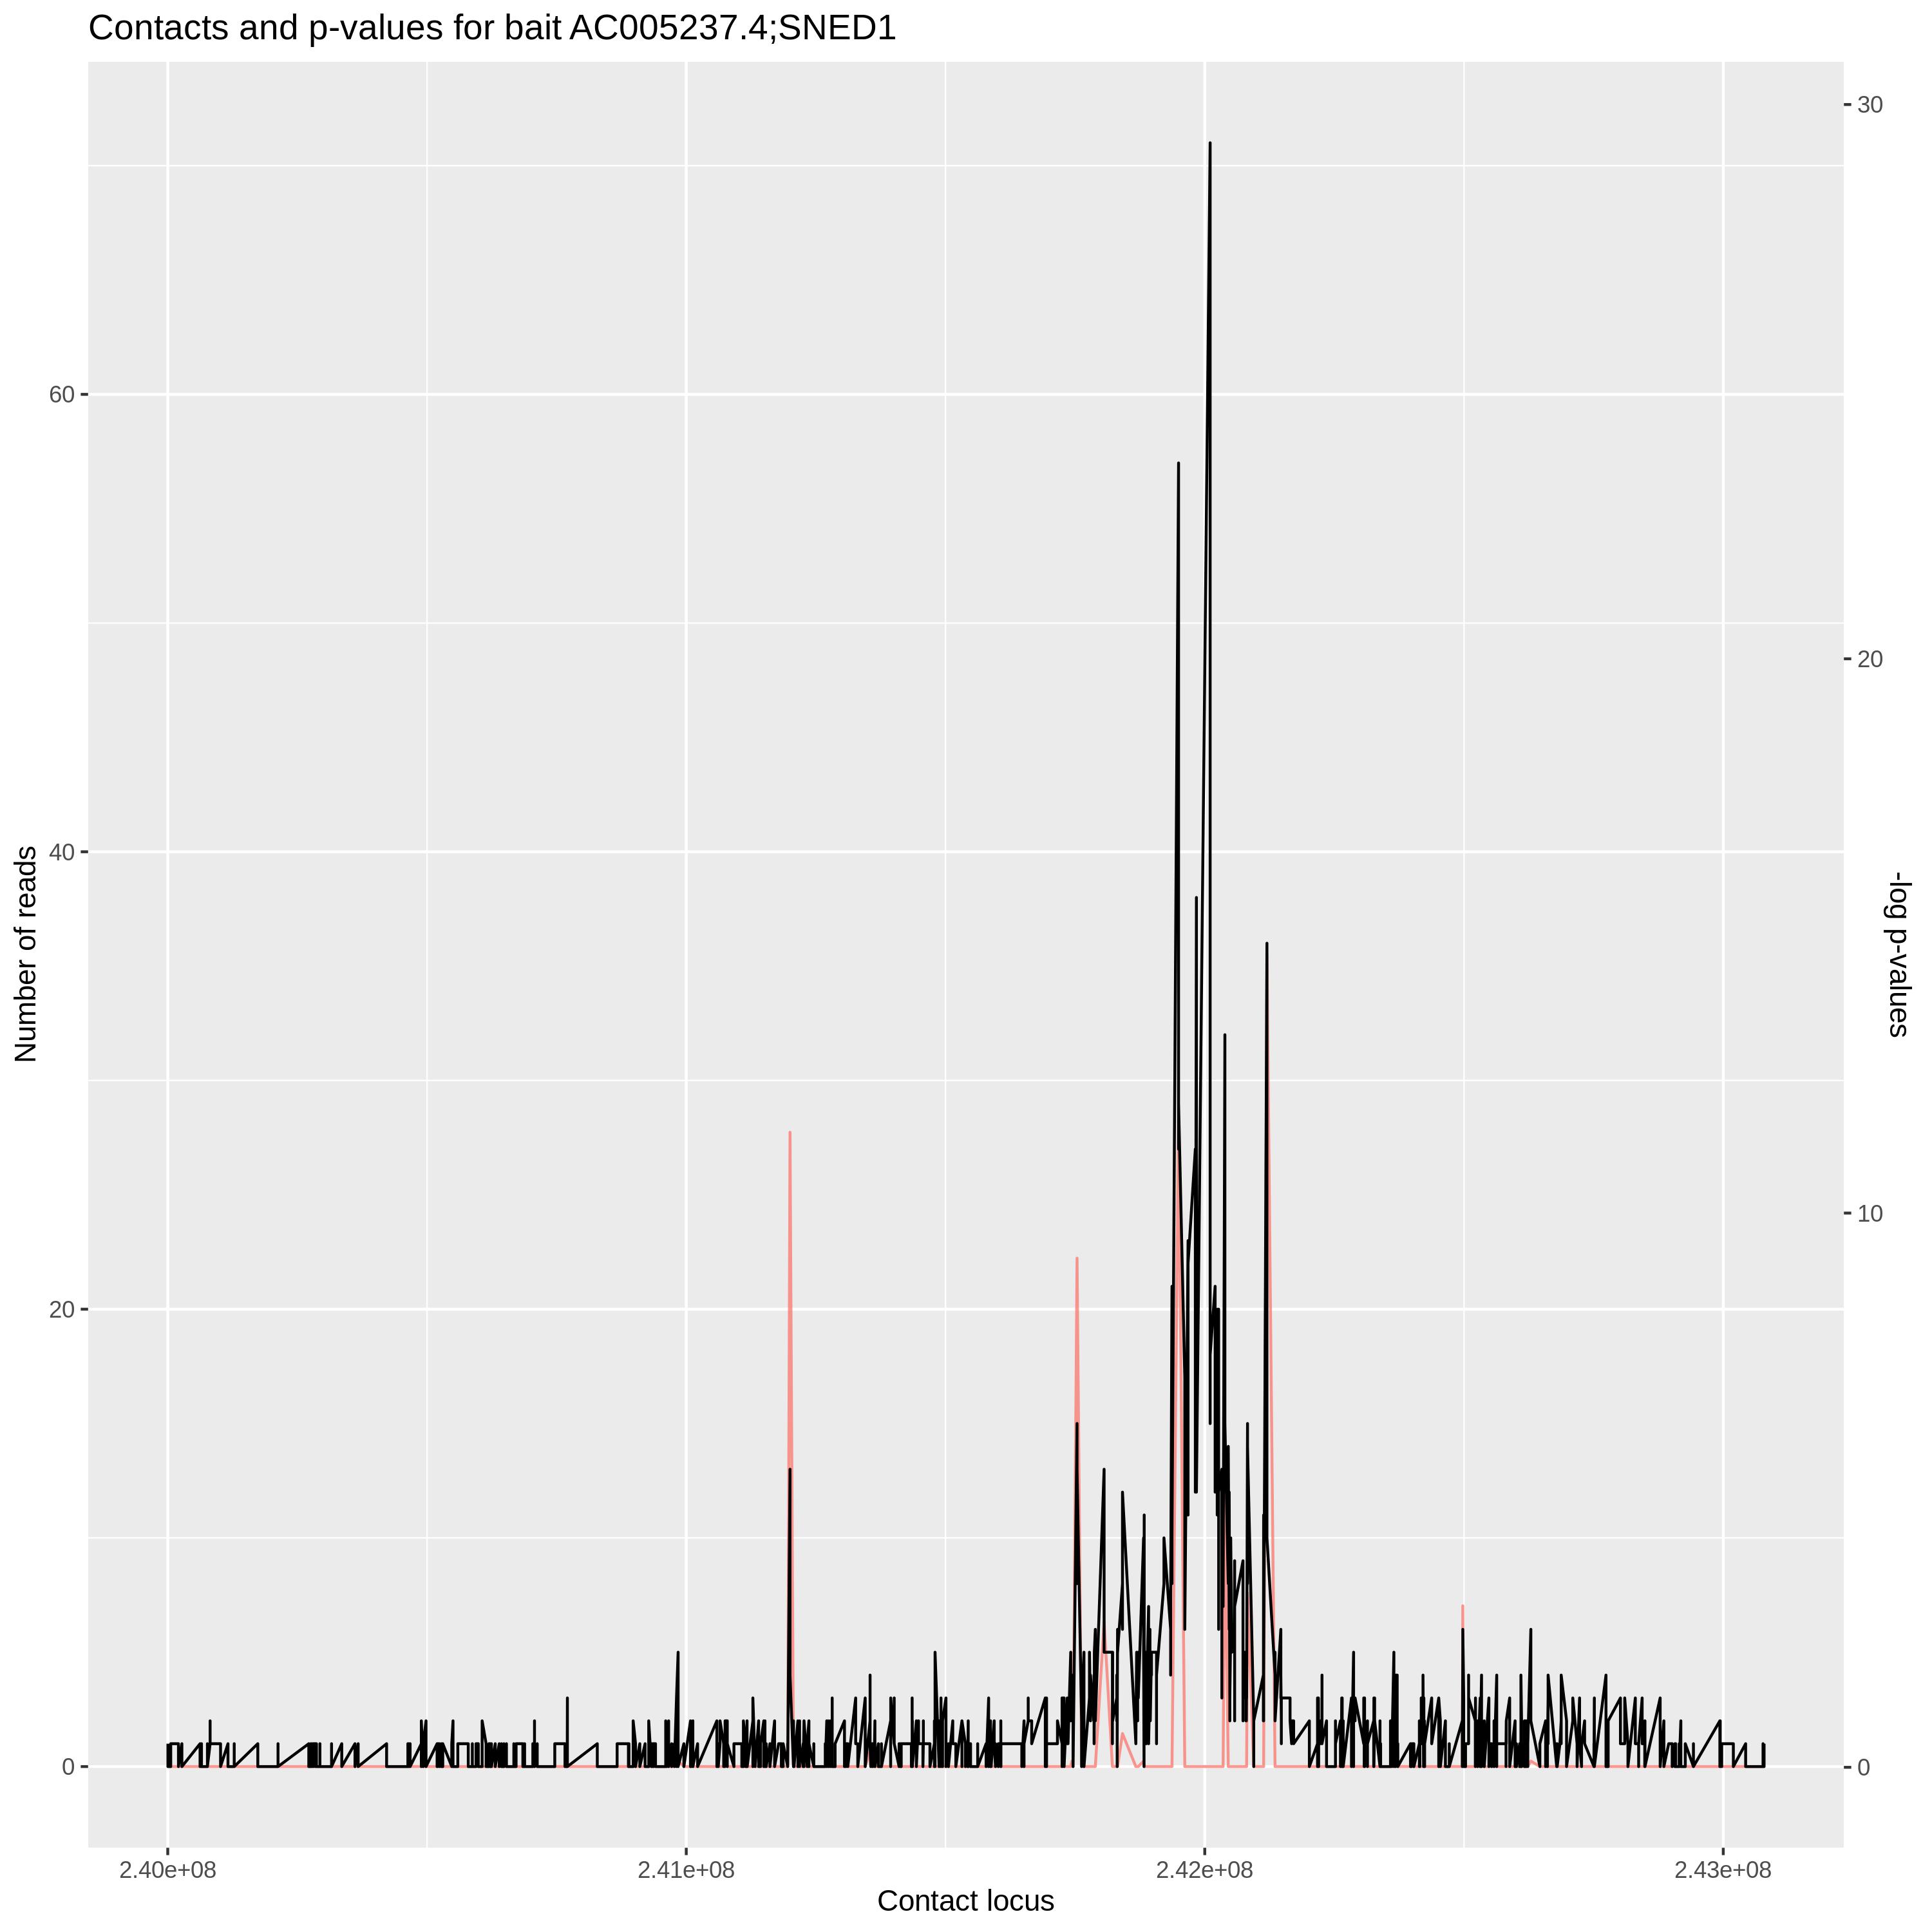 Contacts and p-values for bait AC005237.4;SNED1
Number of reads
60
40
20
0
30
20
10
0
-log p-values
2.40e+08 2.41e+08 2.42e+08 2.43e+08
Contact locus